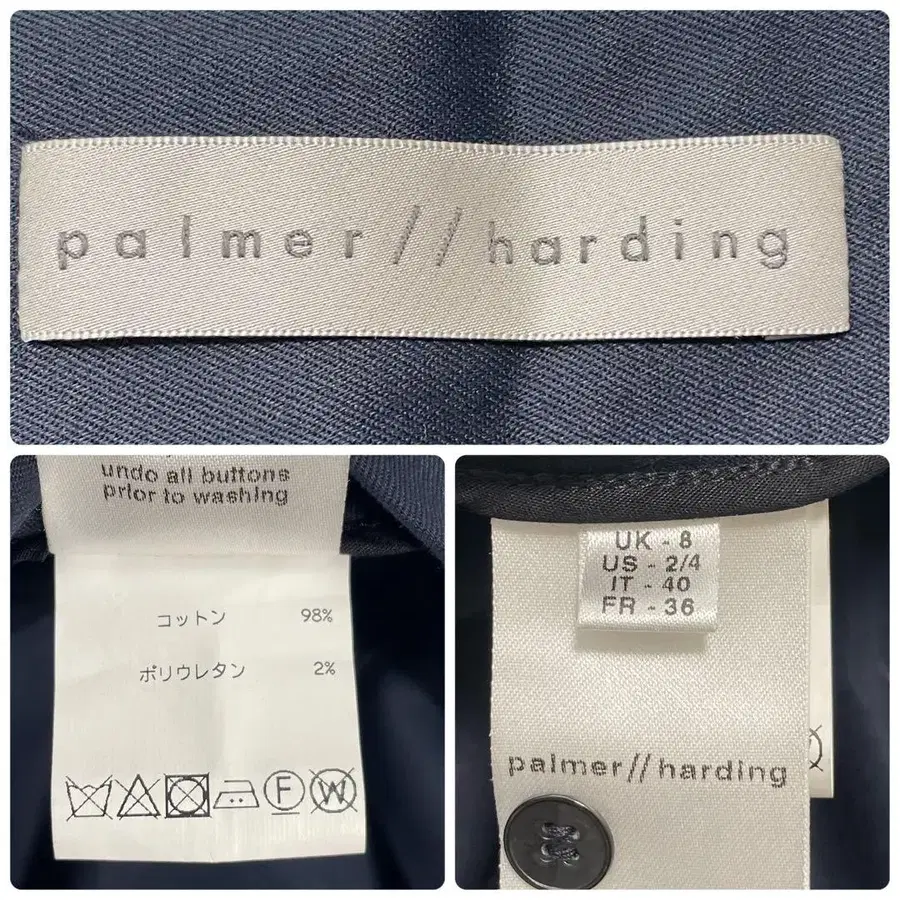 palmer//harding
undo all buttons
prior to washing
コットン 98%
ポリウレタン 2%
F W
UK - 8
US - 2/4
IT - 40
FR - 36
palmer//harding